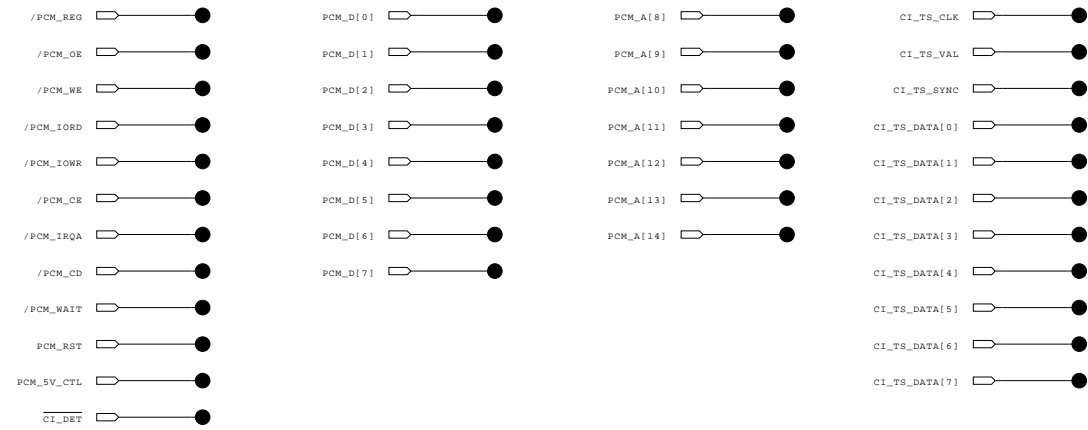 /PCM_REG
/PCM_OE
/PCM_WE
/PCM_IORD
/PCM_IOWR
/PCM_CE
/PCM_IRQA
/PCM_CD
/PCM_WAIT
PCM_RST
PCM_5V_CTL
CI_DET
PCM_D[0]
PCM_D[1]
PCM_D[2]
PCM_D[3]
PCM_D[4]
PCM_D[5]
PCM_D[6]
PCM_D[7]
PCM_A[8]
PCM_A[9]
PCM_A[10]
PCM_A[11]
PCM_A[12]
PCM_A[13]
PCM_A[14]
CI_TS_CLK
CI_TS_VAL
CI_TS_SYNC
CI_TS_DATA[0]
CI_TS_DATA[1]
CI_TS_DATA[2]
CI_TS_DATA[3]
CI_TS_DATA[4]
CI_TS_DATA[5]
CI_TS_DATA[6]
CI_TS_DATA[7]